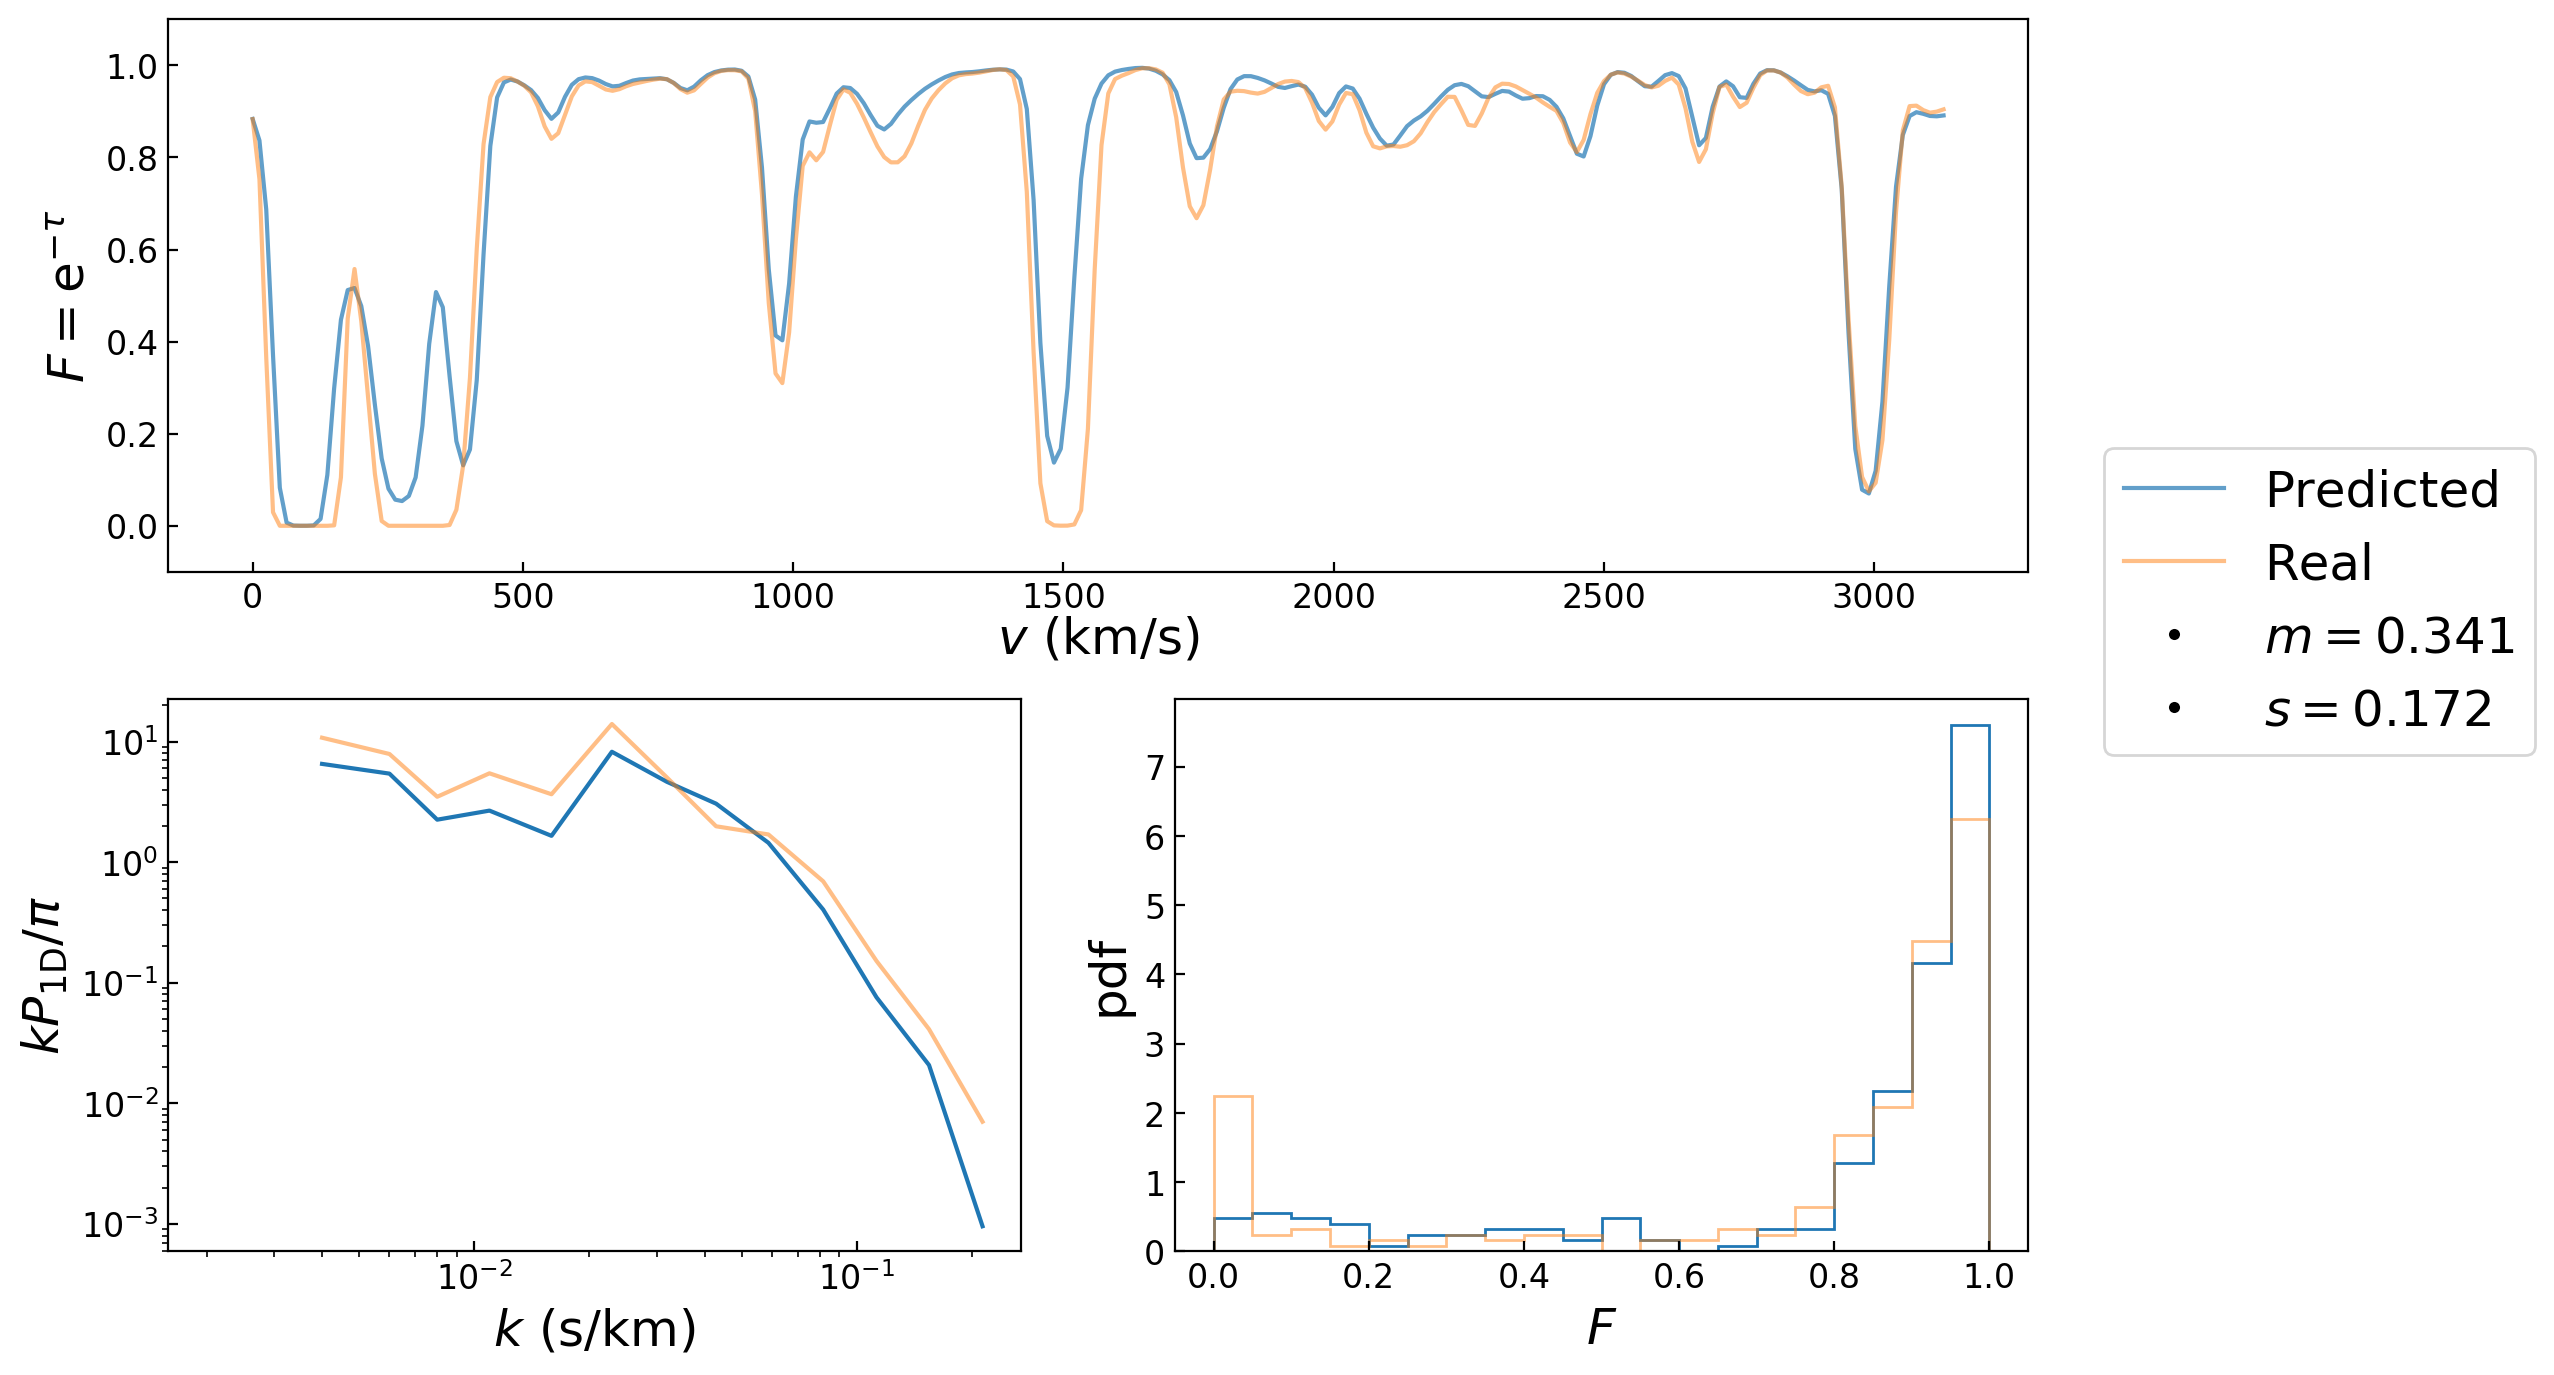 F = e^{−τ}
1.0
0.8
0.6
0.4
0.2
0.0
0 500 1000 1500 2000 2500 3000
v (km/s)
Predicted
Real
m = 0.341
s = 0.172
kP_{1D}/π
10^1
10^0
10^{−1}
10^{−2}
10^{−3}
10^{−2} 10^{−1}
k (s/km)
pdf
7
6
5
4
3
2
1
0
0.0 0.2 0.4 0.6 0.8 1.0
F